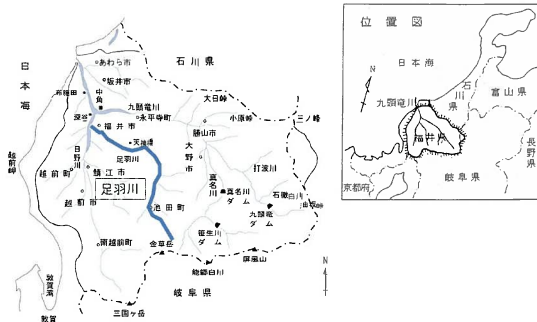 石川県
日本海
あわら市
坂井市
布施田
中角
九頭竜川
永平寺町
深谷
福井市
天神橋
足羽川
日野川
鯖江市
越前町
足羽川
越前市
池田町
南越前町
金草岳
越前岬
敦賀湾
敦賀
三国ヶ岳
岐阜県
能郷白川
屏風山
大日峠
小原峠
三ノ峰
勝山市
大野市
打波川
真名川
真名川ダム
石徹白川
九頭竜ダム
笹生川ダム
N
位置図
日本海
石川県
富山県
九頭竜川
福井県
長野県
岐阜県
京都府
N